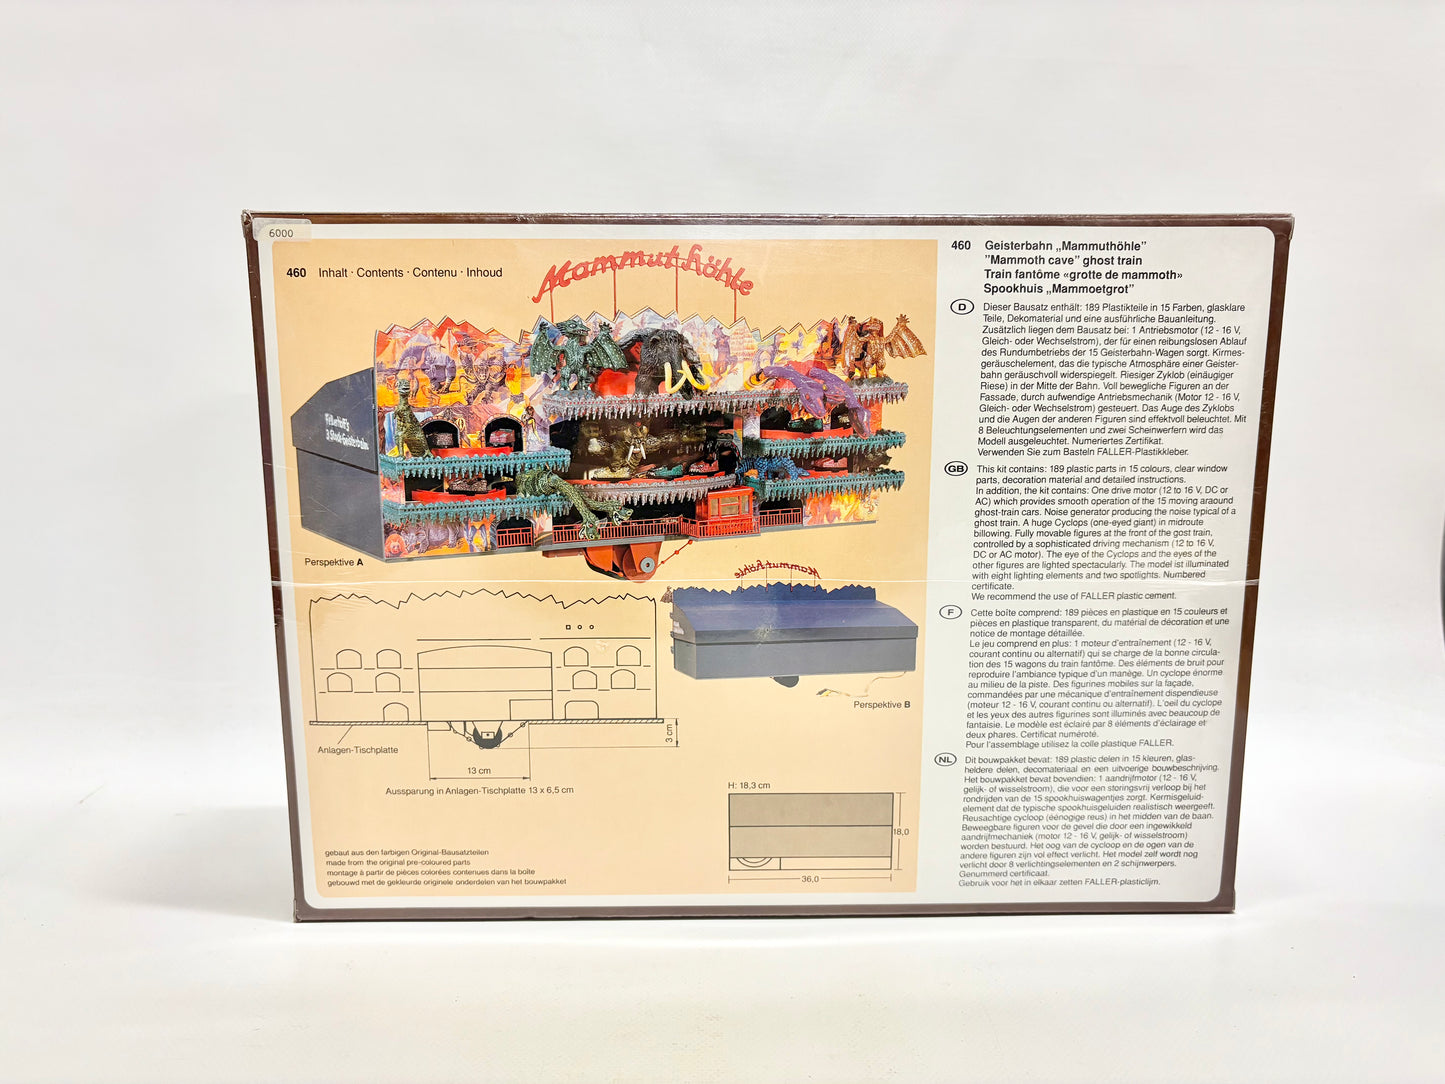 6000
460 Inhalt · Contents · Contenu · Inhoud
Mammut höhle
3 Stock Geisterbahn
Perspektive A
Mammut höhle
Perspektive B
Anlagen-Tischplatte
3 cm
13 cm
Aussparung in Anlagen-Tischplatte 13 x 6,5 cm
H: 18,3 cm
18,0
36,0
gebaut aus den farbigen Original-Bausatzteilen
made from the original pre-coloured parts
montage à partir de pièces colorées contenues dans la boîte
gebouwd met de gekleurde originele onderdelen van het bouwpakket
460 Geisterbahn „Mammuthöhle”
”Mammoth cave” ghost train
Train fantôme «grotte de mammoth»
Spookhuis „Mammoetgrot”
D Dieser Bausatz enthält: 189 Plastikteile in 15 Farben, glasklare
Teile, Dekomaterial und eine ausführliche Bauanleitung.
Zusätzlich liegen dem Bausatz bei: 1 Antriebsmotor (12 - 16 V,
Gleich- oder Wechselstrom), der für einen reibungslosen Ablauf
des Rundumbetriebs der 15 Geisterbahn-Wagen sorgt. Kirmes-
geräuschelement, das die typische Atmosphäre einer Geister-
bahn geräuschvoll widerspiegelt. Riesiger Zyklob (einäugiger
Riese) in der Mitte der Bahn. Voll bewegliche Figuren an der
Fassade, durch aufwendige Antriebsmechanik (Motor 12 - 16 V,
Gleich- oder Wechselstrom) gesteuert. Das Auge des Zyklobs
und die Augen der anderen Figuren sind effektvoll beleuchtet. Mit
8 Beleuchtungselementen und zwei Scheinwerfern wird das
Modell ausgeleuchtet. Numeriertes Zertifikat.
Verwenden Sie zum Basteln FALLER-Plastikkleber.
GB This kit contains: 189 plastic parts in 15 colours, clear window
parts, decoration material and detailed instructions.
In addition, the kit contains: One drive motor (12 to 16 V, DC or
AC) which provides smooth operation of the 15 moving araound
ghost-train cars. Noise generator producing the noise typical of a
ghost train. A huge Cyclops (one-eyed giant) in midroute
billowing. Fully movable figures at the front of the gost train,
controlled by a sophisticated driving mechanism (12 to 16 V,
DC or AC motor). The eye of the Cyclops and the eyes of the
other figures are lighted spectacularly. The model ist illuminated
with eight lighting elements and two spotlights. Numbered
certificate.
We recommend the use of FALLER plastic cement.
F Cette boîte comprend: 189 pièces en plastique en 15 couleurs et
pièces en plastique transparent, du matérial de décoration et une
notice de montage détaillée.
Le jeu comprend en plus: 1 moteur d'entraînement (12 - 16 V,
courant continu ou alternatif) qui se charge de la bonne circula-
tion des 15 wagons du train fantôme. Des éléments de bruit pour
reproduire l'ambiance typique d'un manège. Un cyclope énorme
au milieu de la piste. Des figurines mobiles sur la façade,
commandées par une mécanique d'entraînement dispendieuse
(moteur 12 - 16 V, courant continu ou alternatif). L'oeil du cyclope
et les yeux des autres figurines sont illuminés avec beaucoup de
fantaisie. Le modèle est éclairé par 8 éléments d'éclairage et
deux phares. Certificat numéroté.
Pour l'assemblage utilisez la colle plastique FALLER.
NL Dit bouwpakket bevat: 189 plastic delen in 15 kleuren, glas-
heldere delen, decomateriaal en een uitvoerige bouwbeschrijving.
Het bouwpakket bevat bovendien: 1 aandrijfmotor (12 - 16 V,
gelijk- of wisselstroom), die voor een storingsvrij verloop bij het
rondrijden van de 15 spookhuiswagentjes zorgt. Kermisgeluid-
element dat de typische spookhuisgeluiden realistisch weergeeft.
Reusachtige cycloop (éénogige reus) in het midden van de baan.
Beweegbare figuren voor de gevel die door een ingewikkeld
aandrijfmechaniek (motor 12 - 16 V, gelijk- of wisselstroom)
worden bestuurd. Het oog van de cycloop en de ogen van de
andere figuren zijn vol effect verlicht. Het model zelf wordt nog
verlicht door 8 verlichtingselementen en 2 schijnwerpers.
Genummerd certificaat.
Gebruik voor het in elkaar zetten FALLER-plasticlijm.